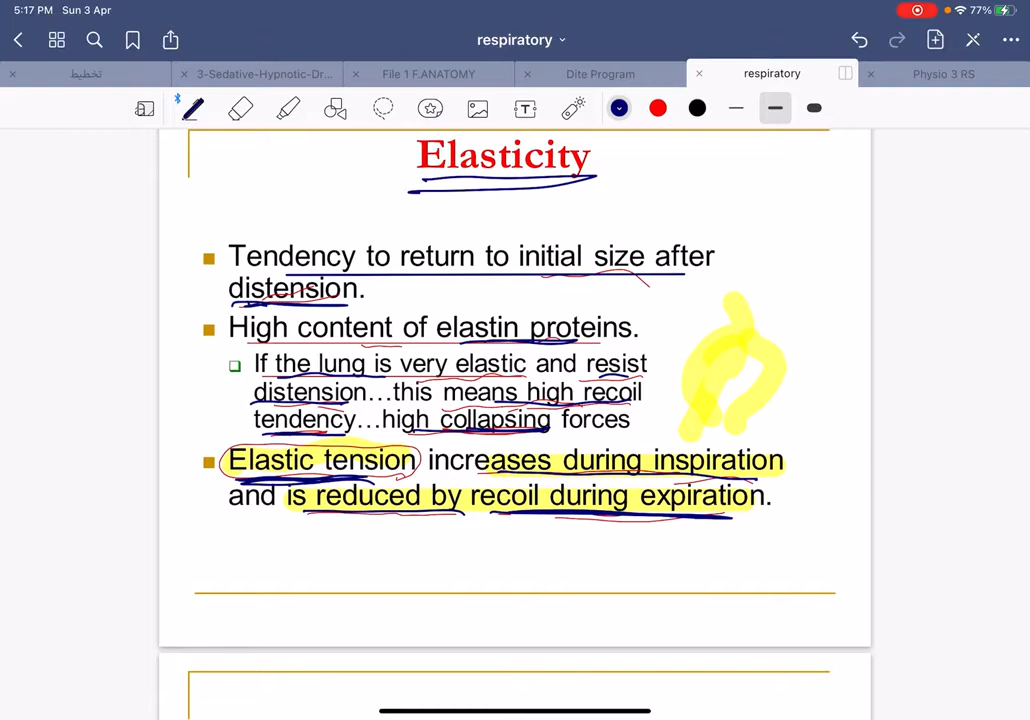 5:17 PM Sun 3 Apr
77%
respiratory
تخطيط
3-Sedative-Hypnotic-Dr...
File 1 F.ANATOMY
Dite Program
respiratory
Physio 3 RS
T
Elasticity
Tendency to return to initial size after
distension.
High content of elastin proteins.
If the lung is very elastic and resist
distension...this means high recoil
tendency...high collapsing forces
Elastic tension increases during inspiration
and is reduced by recoil during expiration.